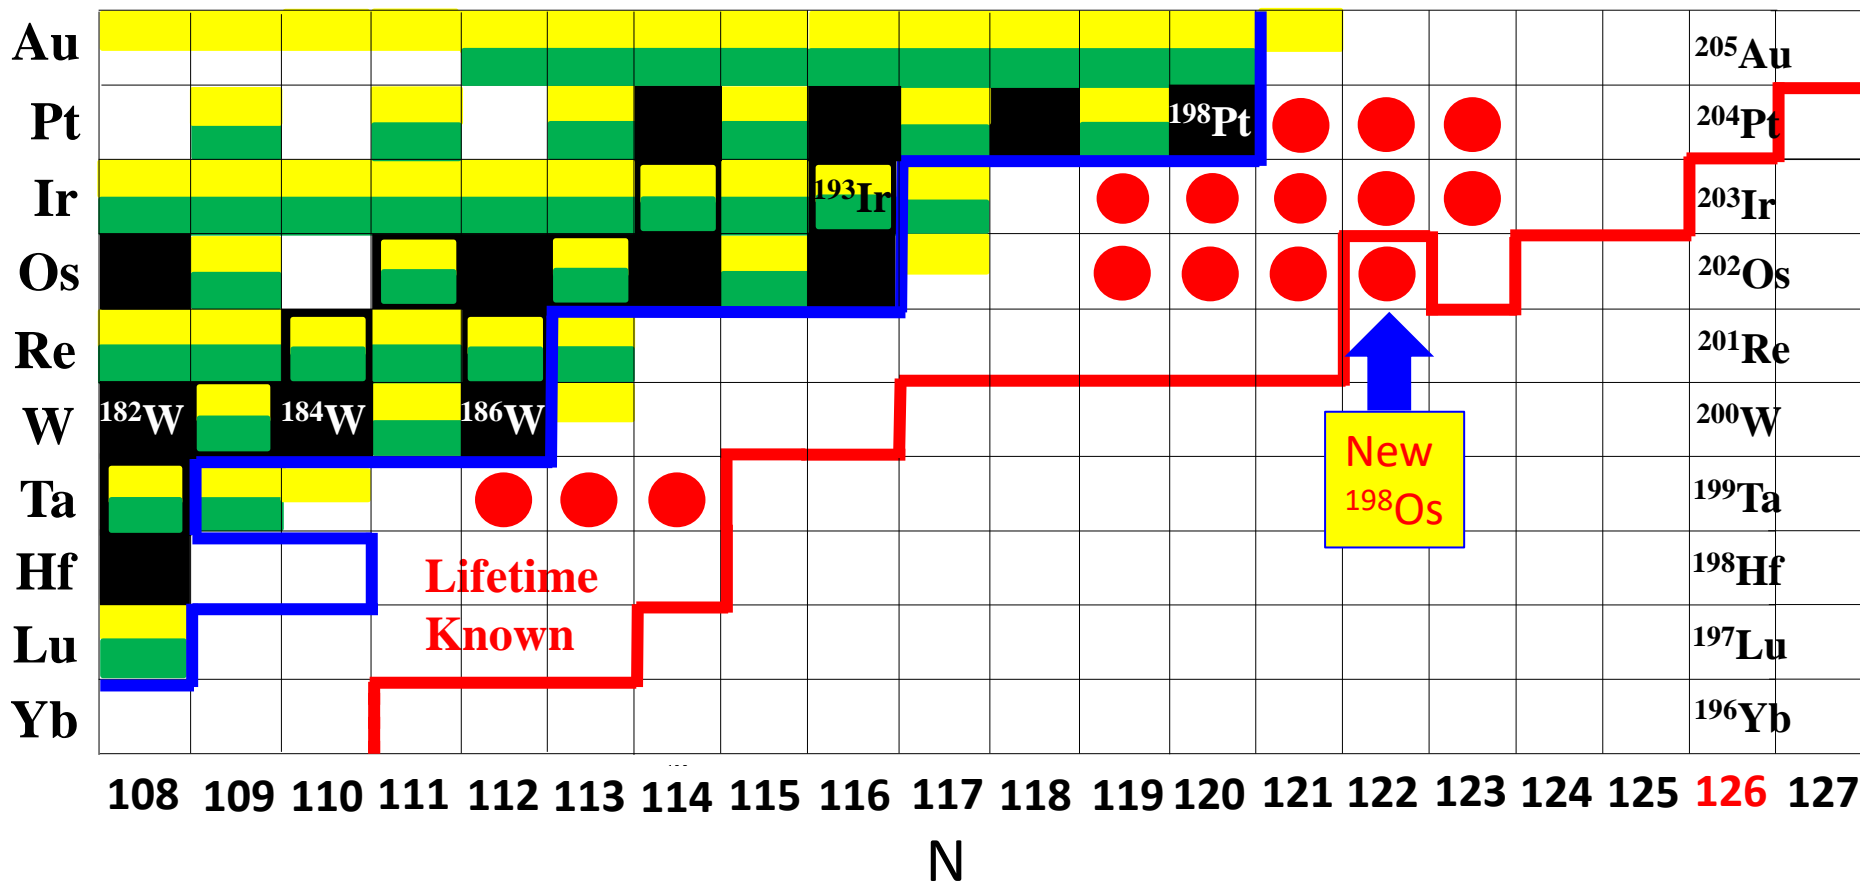 Au ²⁰⁵Au
Pt ¹⁹⁸Pt ²⁰⁴Pt
Ir ¹⁹³Ir ²⁰³Ir
Os ²⁰²Os
Re ²⁰¹Re
W ¹⁸²W ¹⁸⁴W ¹⁸⁶W ²⁰⁰W
New
¹⁹⁸Os
Ta ¹⁹⁹Ta
Hf ¹⁹⁸Hf
Lifetime
Known
Lu ¹⁹⁷Lu
Yb ¹⁹⁶Yb
108 109 110 111 112 113 114 115 116 117 118 119 120 121 122 123 124 125 126 127
N